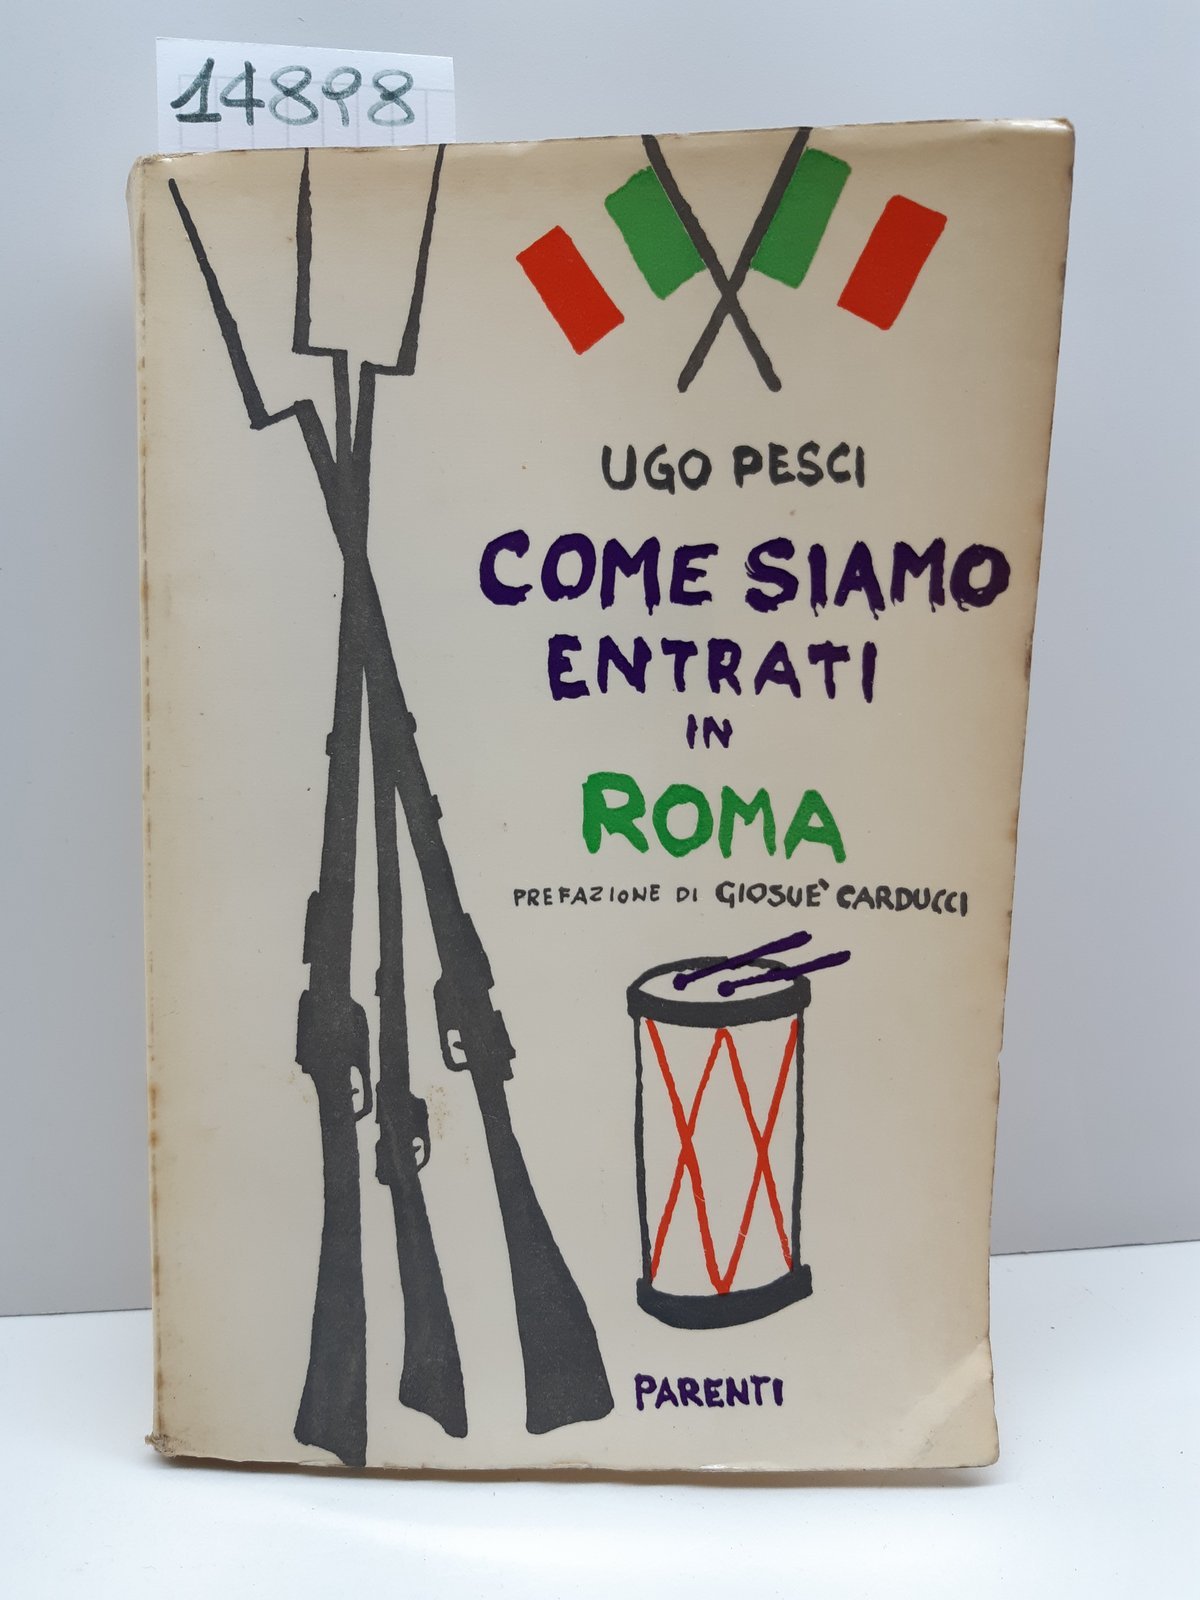 14898
UGO PESCI
COME SIAMO
ENTRATI
IN
ROMA
PREFAZIONE DI GIOSUE' CARDUCCI
PARENTI